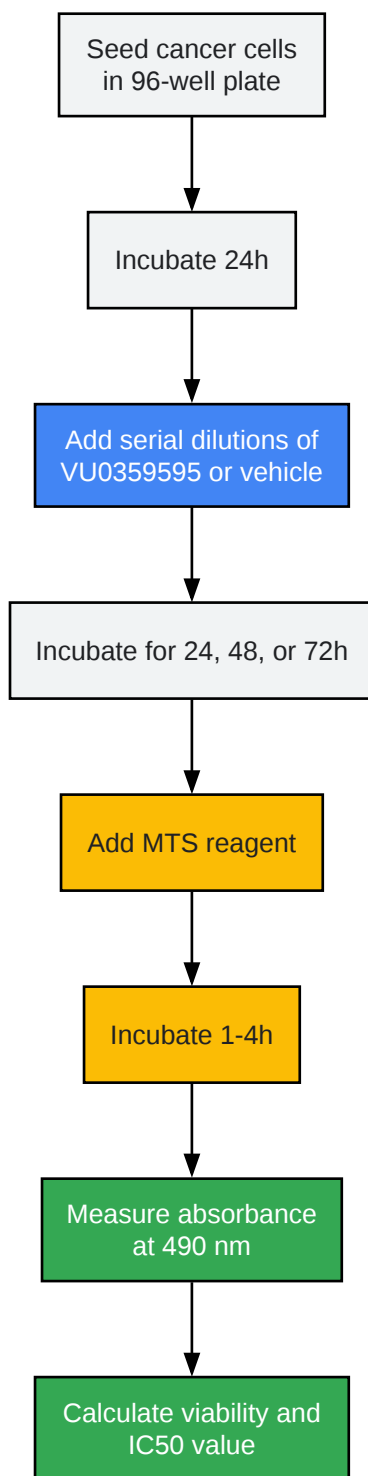 Seed cancer cells
in 96-well plate
Incubate 24h
Add serial dilutions of
VU0359595 or vehicle
Incubate for 24, 48, or 72h
Add MTS reagent
Incubate 1-4h
Measure absorbance
at 490 nm
Calculate viability and
IC50 value